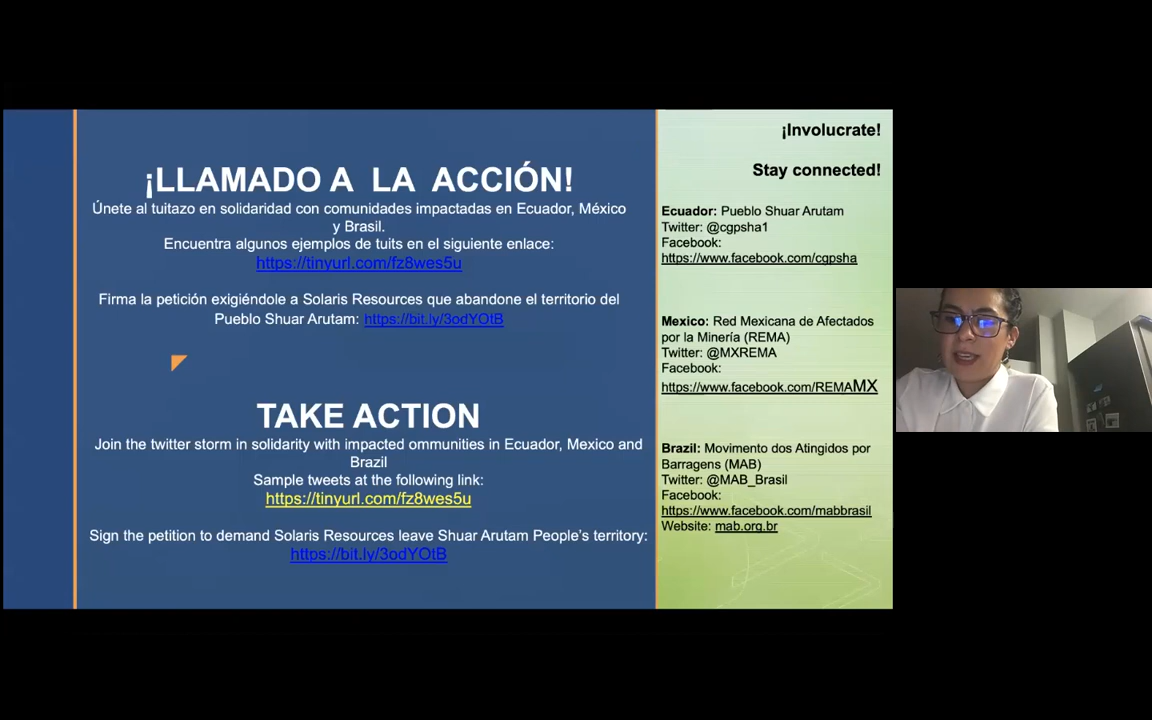 ¡LLAMADO A LA ACCIÓN!
Únete al tuitazo en solidaridad con comunidades impactadas en Ecuador, México
y Brasil.
Encuentra algunos ejemplos de tuits en el siguiente enlace:
https://tinyurl.com/fz8wes5u
Firma la petición exigiéndole a Solaris Resources que abandone el territorio del
Pueblo Shuar Arutam: https://bit.ly/3odYOtB
TAKE ACTION
Join the twitter storm in solidarity with impacted ommunities in Ecuador, Mexico and
Brazil
Sample tweets at the following link:
https://tinyurl.com/fz8wes5u
Sign the petition to demand Solaris Resources leave Shuar Arutam People's territory:
https://bit.ly/3odYOtB
¡Involucrate!
Stay connected!
Ecuador: Pueblo Shuar Arutam
Twitter: @cgpsha1
Facebook:
https://www.facebook.com/cgpsha
Mexico: Red Mexicana de Afectados
por la Minería (REMA)
Twitter: @MXREMA
Facebook:
https://www.facebook.com/REMAMX
Brazil: Movimento dos Atingidos por
Barragens (MAB)
Twitter: @MAB_Brasil
Facebook:
https://www.facebook.com/mabbrasil
Website: mab.org.br